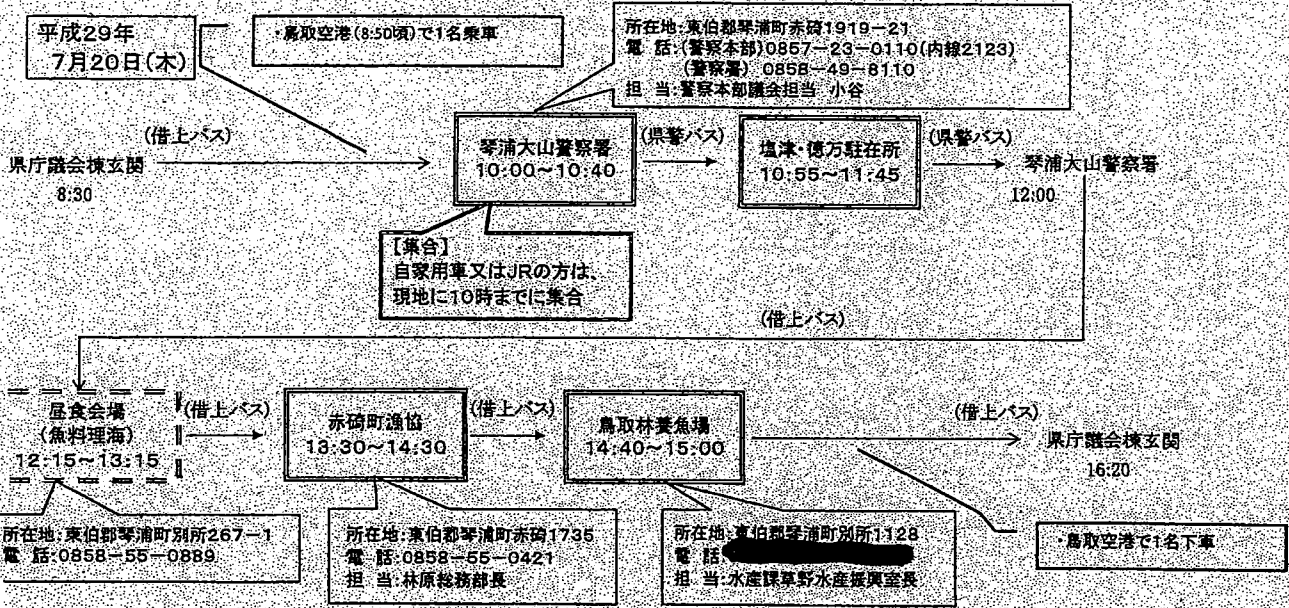 平成29年
7月20日(木)
・鳥取空港(8:50頃)で1名乗車
所在地:東伯郡琴浦町赤碕1919-21
電 話:(警察本部)0857-23-0110(内線2123)
(警察署) 0858-49-8110
担 当:警察本部議会担当 小谷
県庁議会棟玄関
8:30
(借上バス)
琴浦大山警察署
10:00~10:40
(県警バス)
塩津・億万駐在所
10:55~11:45
(県警バス)
琴浦大山警察署
12:00
【集合】
自家用車又はJRの方は、
現地に10時までに集合
(借上バス)
昼食会場
(魚料理海)
12:15~13:15
(借上バス)
赤碕町漁協
13:30~14:30
(借上バス)
鳥取林養魚場
14:40~15:00
(借上バス)
県庁議会棟玄関
16:20
所在地:東伯郡琴浦町別所267-1
電 話:0858-55-0889
所在地:東伯郡琴浦町赤碕1735
電 話:0858-55-0421
担 当:林原総務部長
所在地:東伯郡琴浦町別所1128
電 話
担 当:水産課草野水産振興室長
・鳥取空港で1名下車